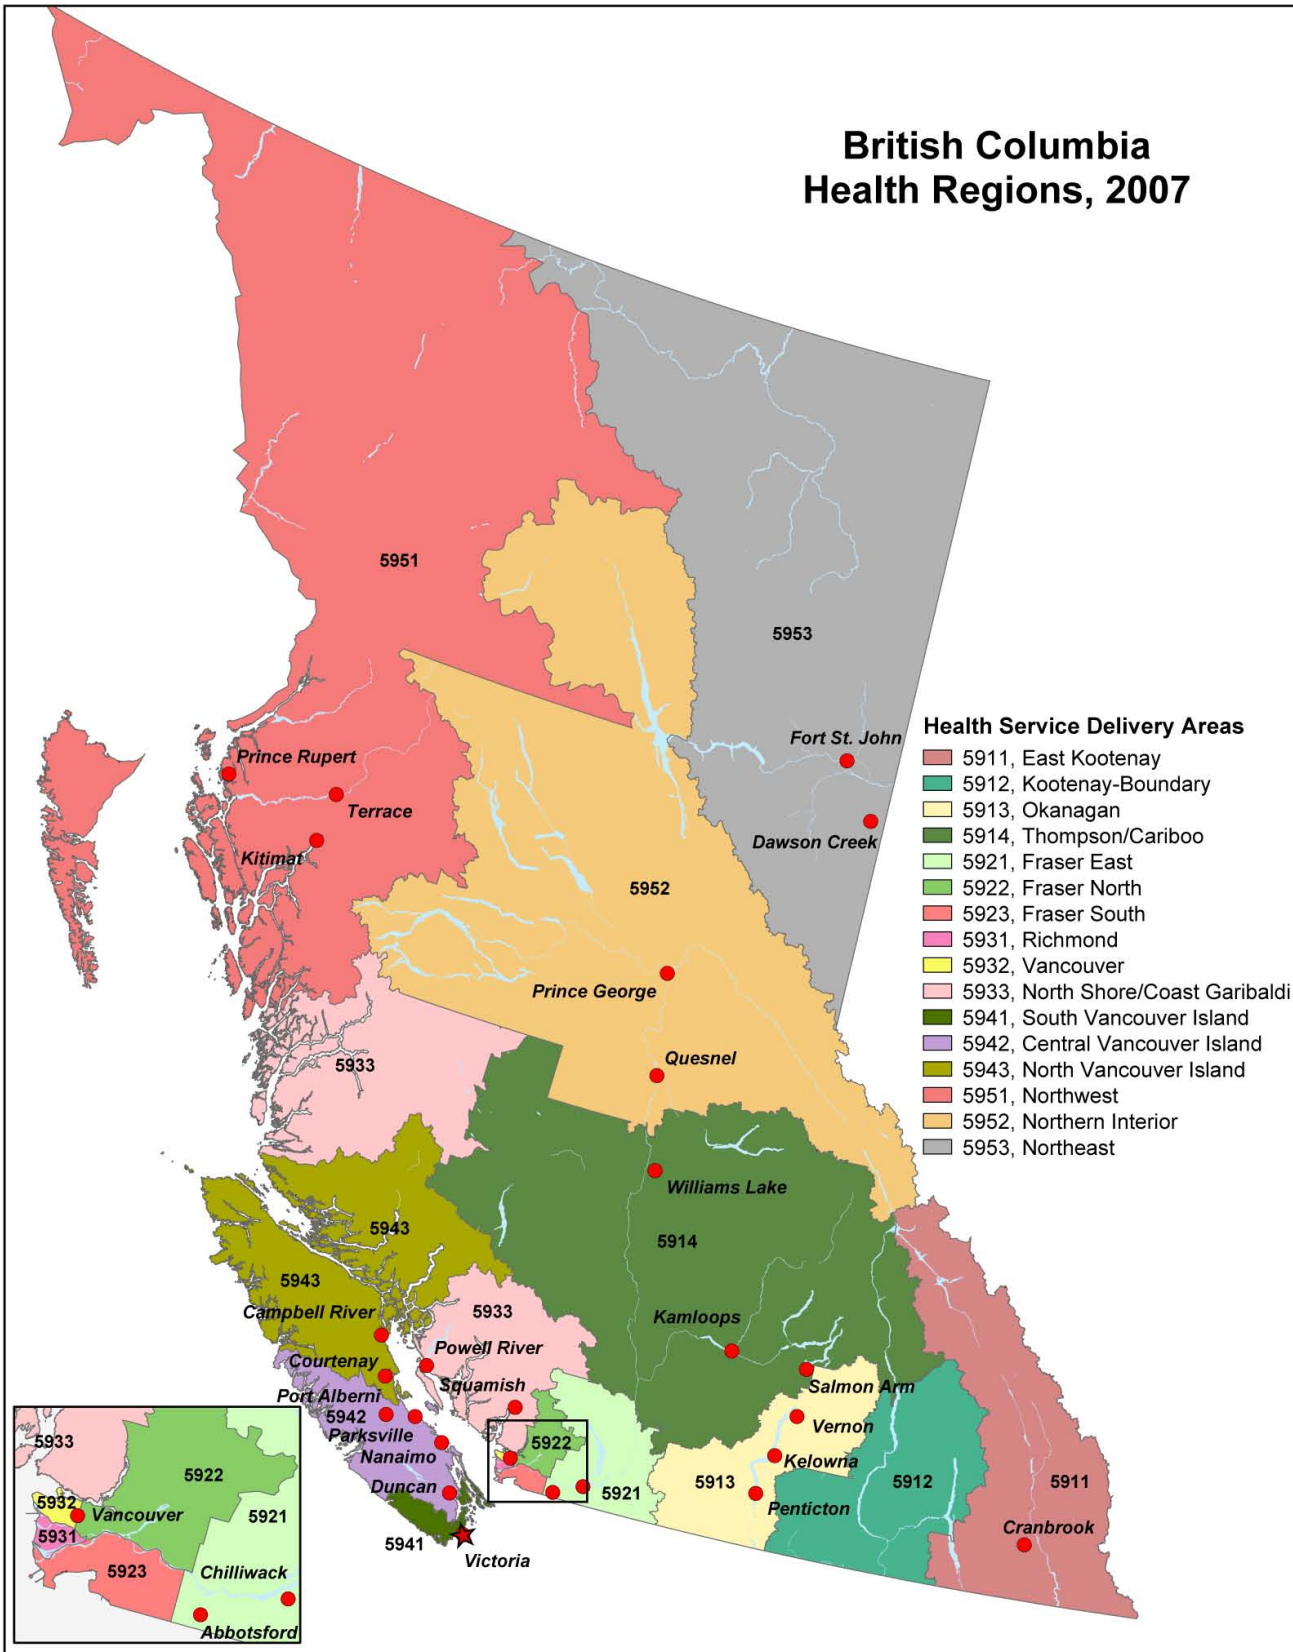 British Columbia
Health Regions, 2007
5951
5953
Prince Rupert
Terrace
Kitimat
Fort St. John
Dawson Creek
5952
Prince George
Quesnel
5933
Williams Lake
5943
5914
5943
Campbell River
5933
Kamloops
Powell River
Courtenay
Squamish
Salmon Arm
Port Alberni
5942
Parksville
Vernon
5922
Nanaimo
Kelowna
5913
5912
5911
Duncan
5921
Penticton
Cranbrook
5941
Victoria
Health Service Delivery Areas
5911, East Kootenay
5912, Kootenay-Boundary
5913, Okanagan
5914, Thompson/Cariboo
5921, Fraser East
5922, Fraser North
5923, Fraser South
5931, Richmond
5932, Vancouver
5933, North Shore/Coast Garibaldi
5941, South Vancouver Island
5942, Central Vancouver Island
5943, North Vancouver Island
5951, Northwest
5952, Northern Interior
5953, Northeast
5933
5922
5932
Vancouver
5921
5931
5923
Chilliwack
Abbotsford